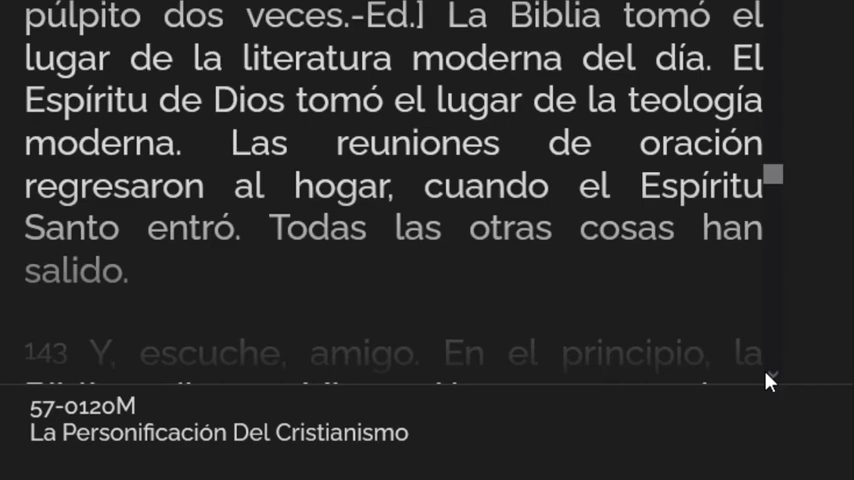 púlpito dos veces.-Ed.] La Biblia tomó el
lugar de la literatura moderna del día. El
Espíritu de Dios tomó el lugar de la teología
moderna. Las reuniones de oración
regresaron al hogar, cuando el Espíritu
Santo entró. Todas las otras cosas han
salido.
143 Y, escuche, amigo. En el principio, la
57-0120M
La Personificación Del Cristianismo